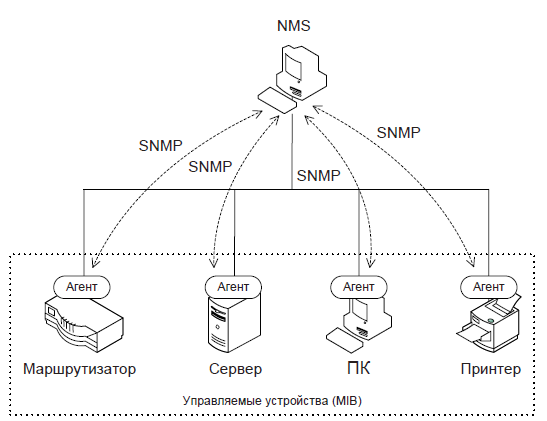 NMS
SNMP
SNMP
SNMP
SNMP
Агент
Агент
Агент
Агент
Маршрутизатор
Сервер
ПК
Принтер
Управляемые устройства (MIB)